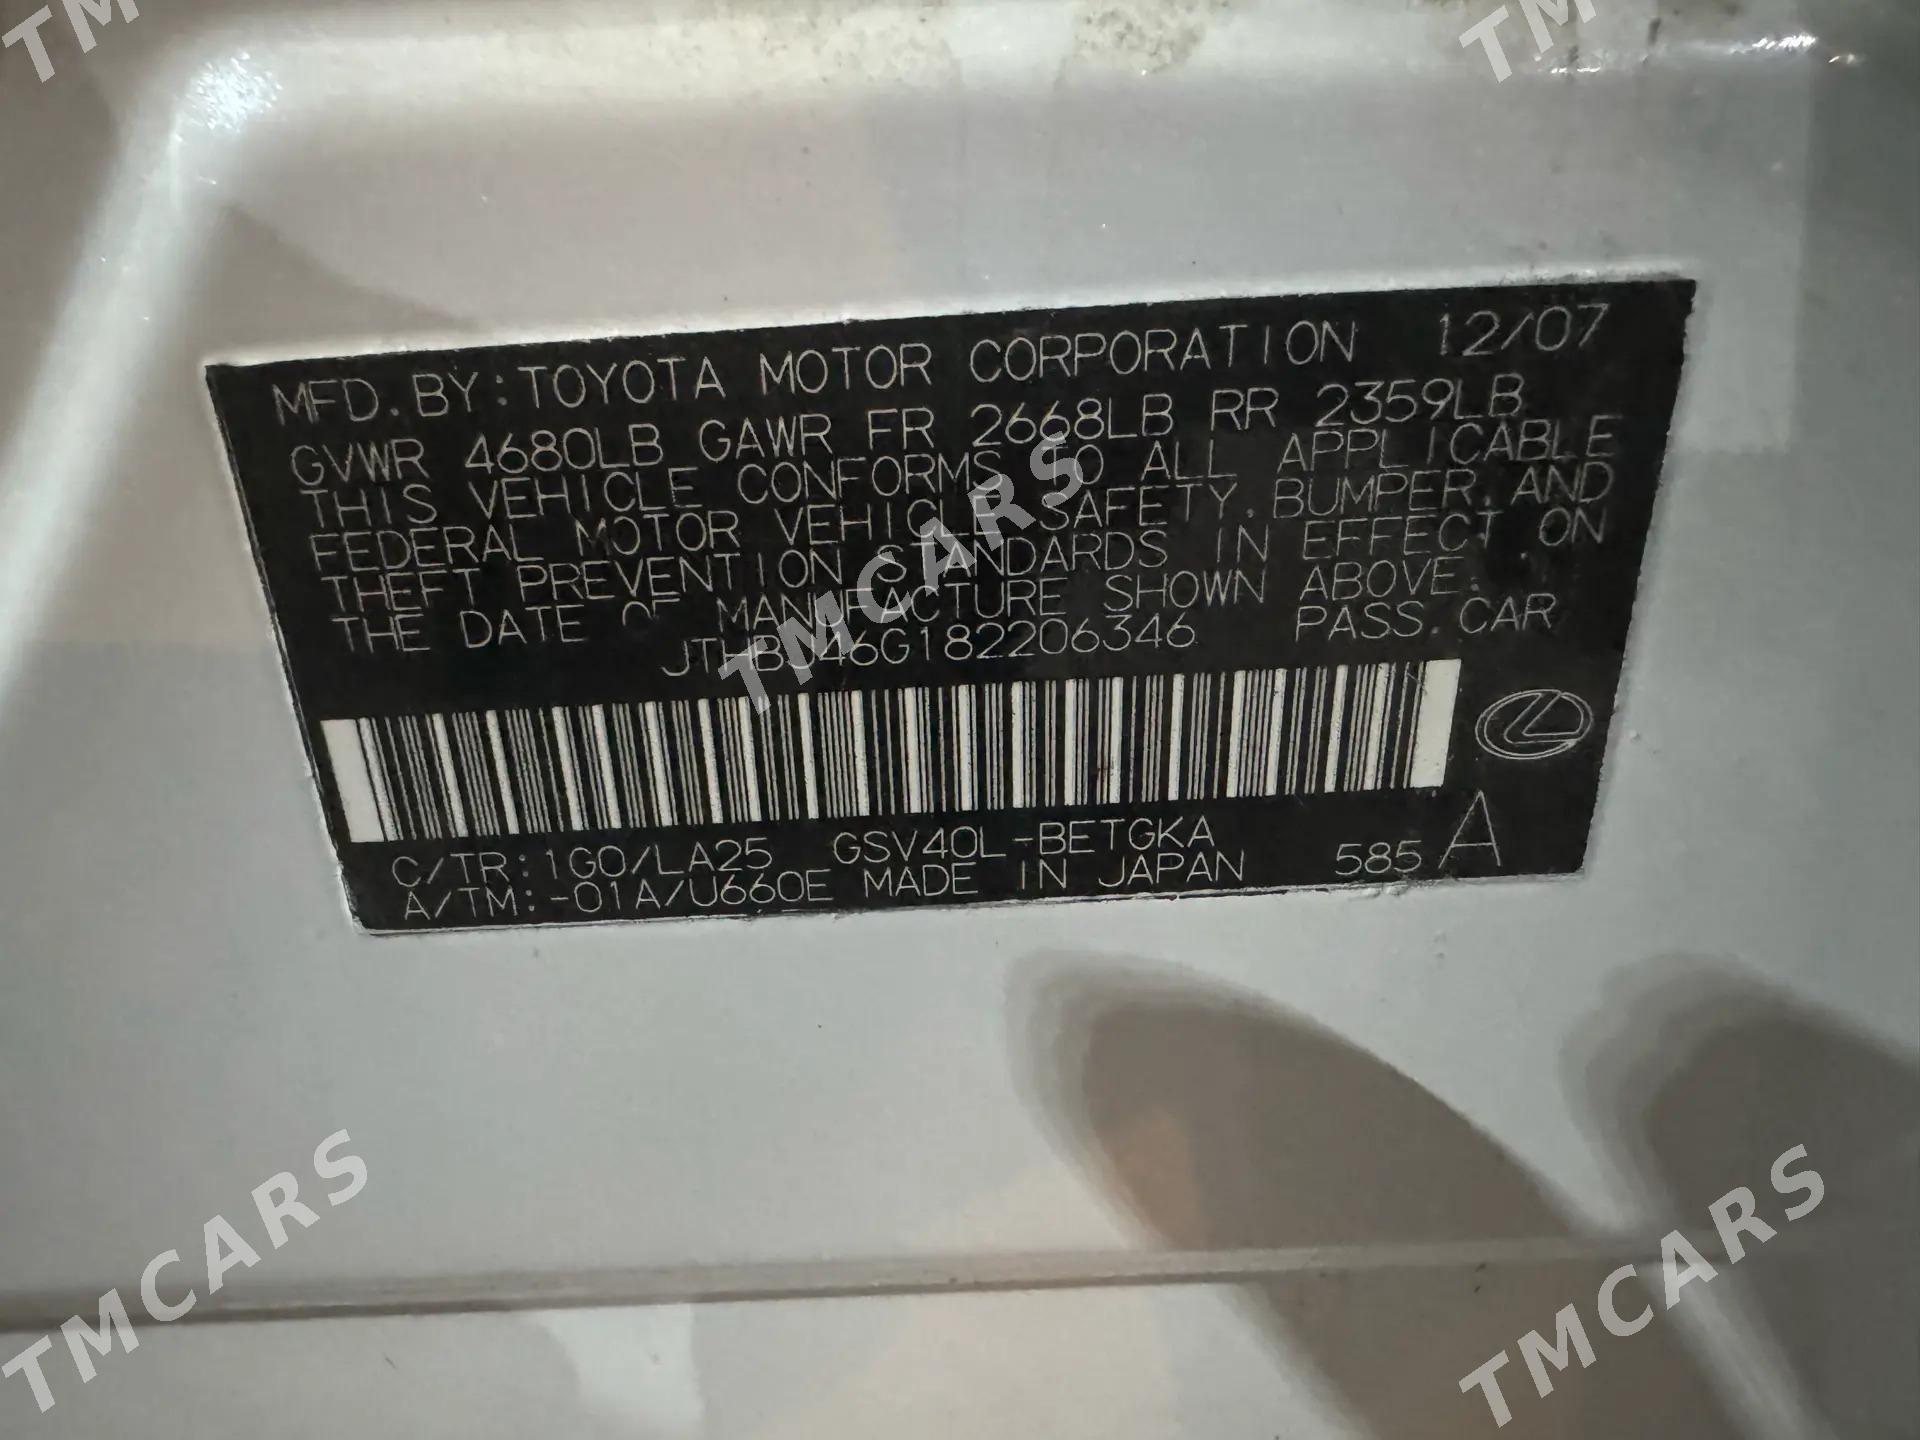 MFD. BY: TOYOTA MOTOR CORPORATION 12/07
GVWR 4680LB GAWR FR 2668LB RR 2359LB
THIS VEHICLE CONFORMS TO ALL APPLICABLE
FEDERAL MOTOR VEHICLE SAFETY, BUMPER, AND
THEFT PREVENTION STANDARDS IN EFFECT ON
THE DATE OF MANUFACTURE SHOWN ABOVE.
JTHBJ46G182206346 PASS. CAR
C/TR: 1G0/LA25 GSV40L-BETGKA
A/TM: -01A/U660E MADE IN JAPAN 585 A
TMCARS
TMCARS
TMCARS